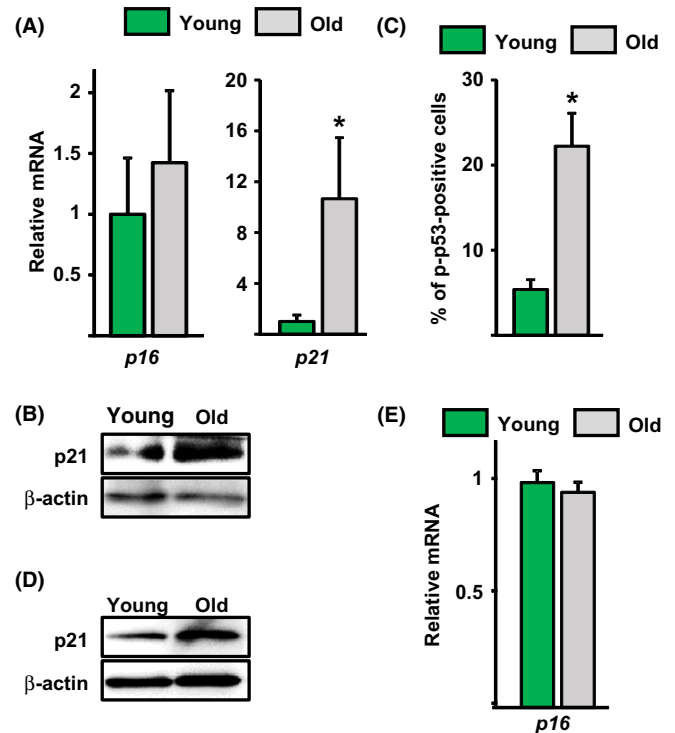 (A)
Young Old
Relative mRNA
2
1.5
1
0.5
p16
20
16
12
8
4
*
p21
(C)
Young Old
% of p-p53-positive cells
30
20
10
*
(B)
Young Old
p21
β-actin
(D)
Young Old
p21
β-actin
(E)
Young Old
Relative mRNA
1
0.5
p16